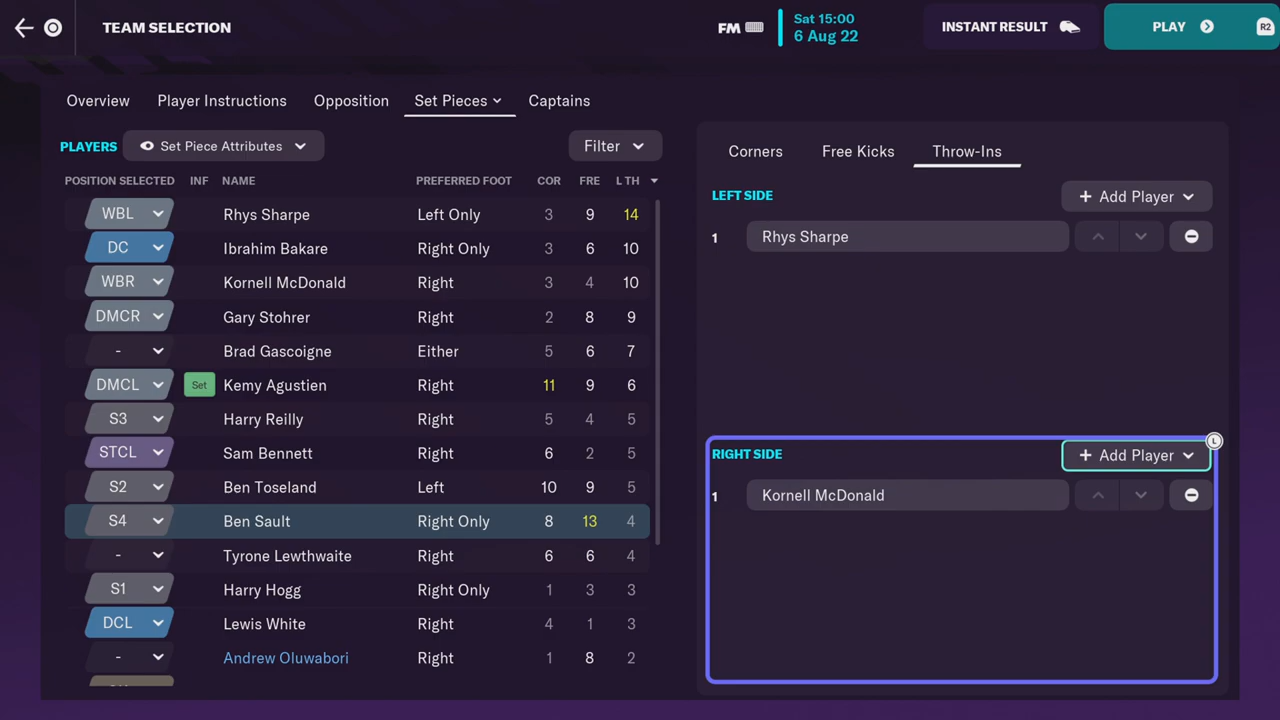 TEAM SELECTION
FM
Sat 15:00
6 Aug 22
INSTANT RESULT
PLAY
R2
Overview
Player Instructions
Opposition
Set Pieces
Captains
PLAYERS
Set Piece Attributes
Filter
POSITION SELECTED INF NAME PREFERRED FOOT COR FRE L TH
WBL Rhys Sharpe Left Only 3 9 14
DC Ibrahim Bakare Right Only 3 6 10
WBR Kornell McDonald Right 3 4 10
DMCR Gary Stohrer Right 2 8 9
- Brad Gascoigne Either 5 6 7
DMCL Set Kemy Agustien Right 11 9 6
S3 Harry Reilly Right 5 4 5
STCL Sam Bennett Right 6 2 5
S2 Ben Toseland Left 10 9 5
S4 Ben Sault Right Only 8 13 4
- Tyrone Lewthwaite Right 6 6 4
S1 Harry Hogg Right Only 1 3 3
DCL Lewis White Right 4 1 3
- Andrew Oluwabori Right 1 8 2
Corners
Free Kicks
Throw-Ins
LEFT SIDE
+ Add Player
1 Rhys Sharpe
L
RIGHT SIDE
+ Add Player
1 Kornell McDonald